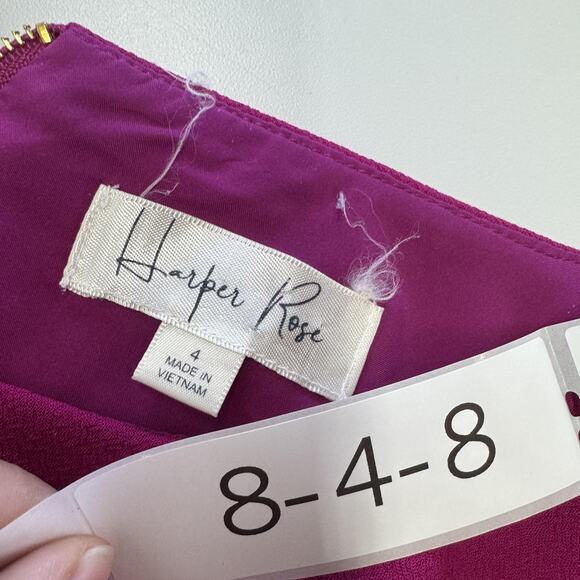 Harper Rose
4
MADE IN
VIETNAM
8-4-8